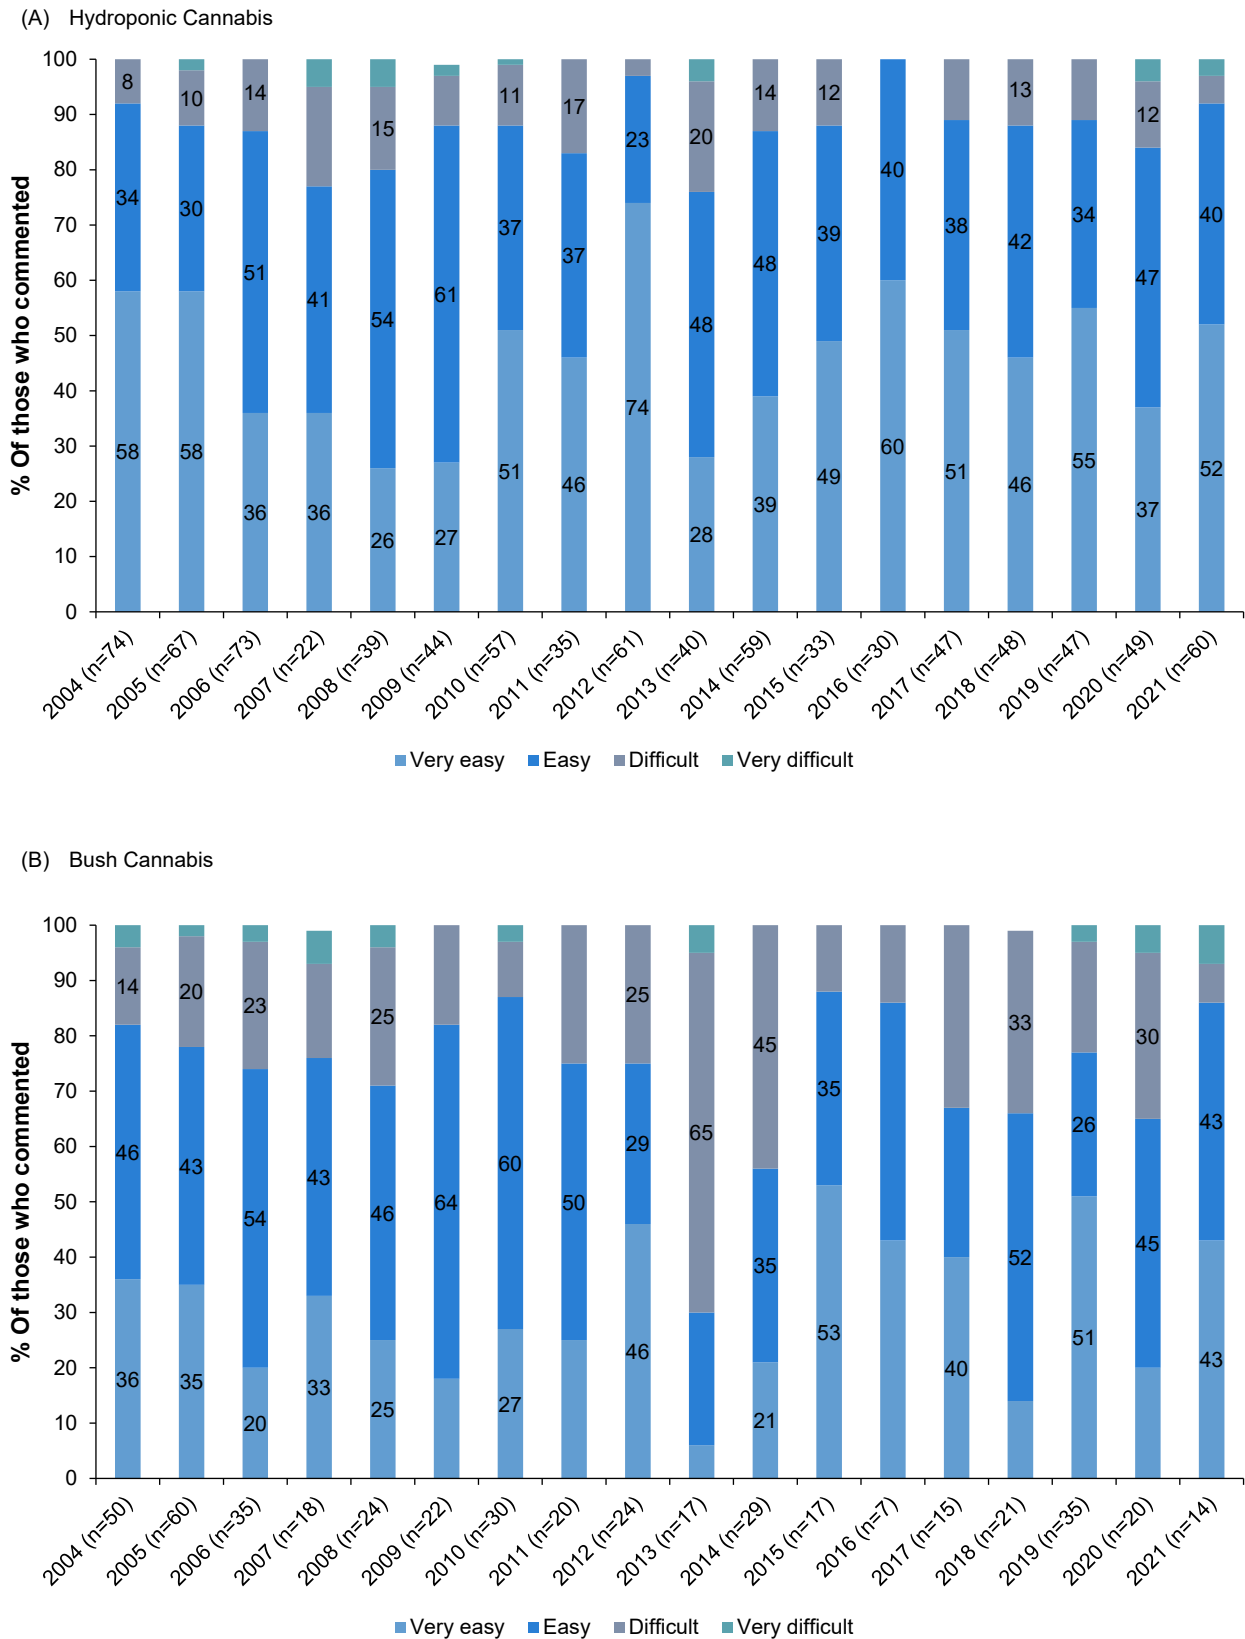 (A) Hydroponic Cannabis
% Of those who commented
100
90
80
70
60
50
40
30
20
10
0
8 10 14 15 11 17 23 20 14 12 40 13 12
34 30 51 41 54 61 37 37 48 48 39 38 42 34 47 40
58 58 36 36 26 27 51 46 74 28 39 49 60 51 46 55 37 52
2004 (n=74) 2005 (n=67) 2006 (n=73) 2007 (n=22) 2008 (n=39) 2009 (n=44) 2010 (n=57) 2011 (n=35) 2012 (n=61) 2013 (n=40) 2014 (n=59) 2015 (n=33) 2016 (n=30) 2017 (n=47) 2018 (n=48) 2019 (n=47) 2020 (n=49) 2021 (n=60)
Very easy Easy Difficult Very difficult
(B) Bush Cannabis
% Of those who commented
100
90
80
70
60
50
40
30
20
10
0
14 20 23 25 25 65 45 33 30
46 43 54 43 46 64 60 50 29 35 35 52 26 45 43
36 35 20 33 25 27 46 21 53 40 51 43
2004 (n=50) 2005 (n=60) 2006 (n=35) 2007 (n=18) 2008 (n=24) 2009 (n=22) 2010 (n=30) 2011 (n=20) 2012 (n=24) 2013 (n=17) 2014 (n=29) 2015 (n=17) 2016 (n=7) 2017 (n=15) 2018 (n=21) 2019 (n=35) 2020 (n=20) 2021 (n=14)
Very easy Easy Difficult Very difficult